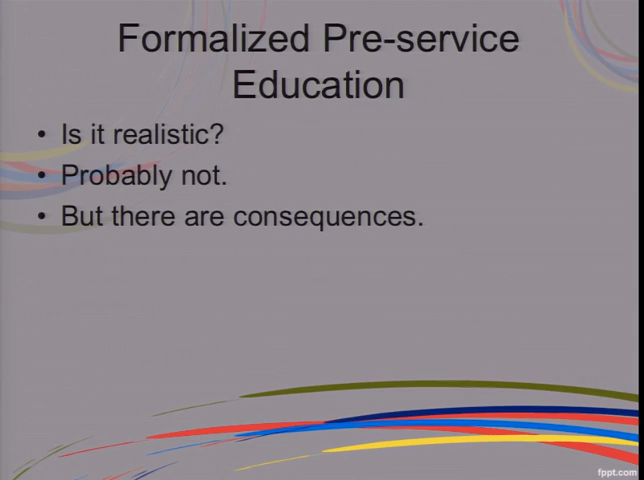 Formalized Pre-service
Education
• Is it realistic?
• Probably not.
• But there are consequences.
fppt.com